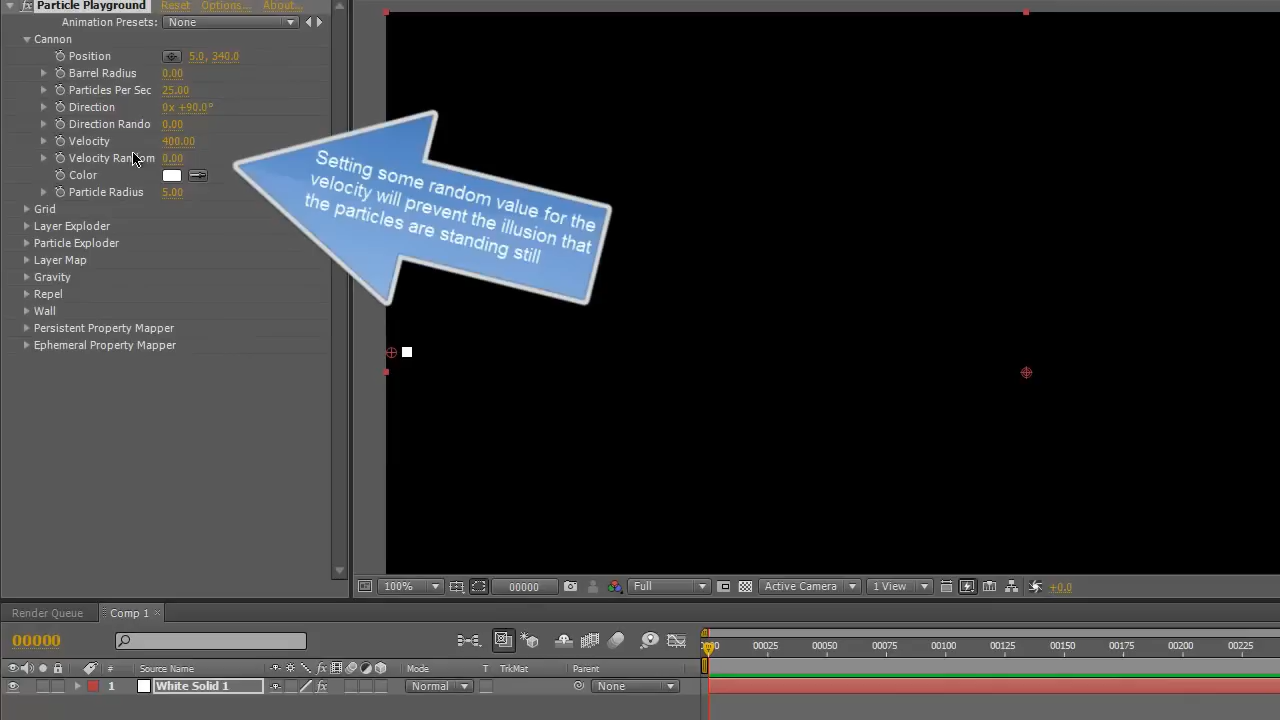 Particle Playground Reset Options... About...
Animation Presets: None
Cannon
Position 5.0, 340.0
Barrel Radius 0.00
Particles Per Sec 25.00
Direction 0x +90.0°
Direction Rando 0.00
Velocity 400.00
Velocity Random 0.00
Color
Particle Radius 5.00
Grid
Layer Exploder
Particle Exploder
Layer Map
Gravity
Repel
Wall
Persistent Property Mapper
Ephemeral Property Mapper
Setting some random value for the
velocity will prevent the illusion that
the particles are standing still
100% 00000 Full Active Camera 1 View +0.0
Render Queue Comp 1
00000
00025 00050 00075 00100 00125 00150 00175 00200 00225
# Source Name Mode T TrkMat Parent
1 White Solid 1 Normal None